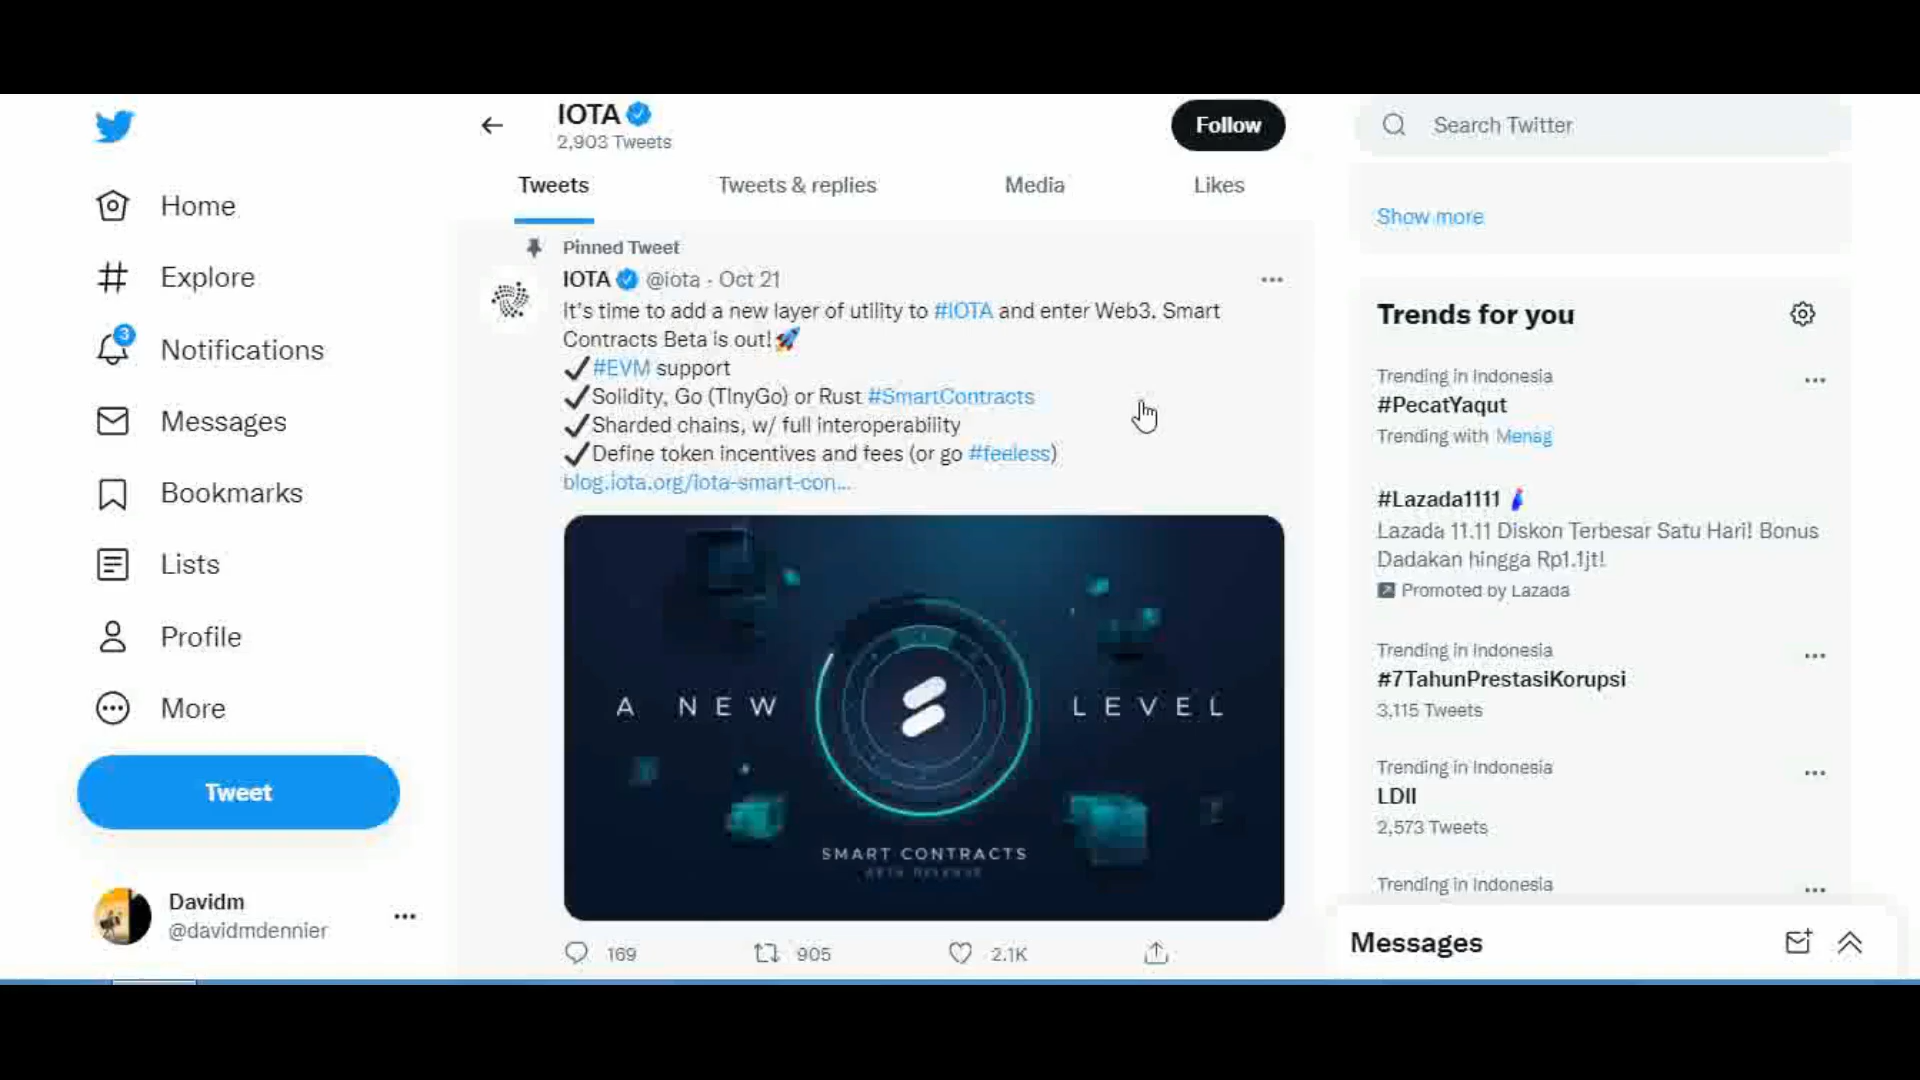 Home
Explore
3
Notifications
Messages
Bookmarks
Lists
Profile
More
Tweet
Davidm
@davidmdennier
IOTA
2,903 Tweets
Follow
Tweets
Tweets & replies
Media
Likes
Pinned Tweet
IOTA @iota · Oct 21
It's time to add a new layer of utility to #IOTA and enter Web3. Smart
Contracts Beta is out!🚀
✔#EVM support
✔Solidity, Go (TInyGo) or Rust #SmartContracts
✔Sharded chains, w/ full interoperability
✔Define token incentives and fees (or go #feeless)
blog.iota.org/iota-smart-con...
A NEW LEVEL
SMART CONTRACTS
BETA RELEASE
169
905
2.1K
Search Twitter
Show more
Trends for you
Trending in Indonesia
#PecatYaqut
Trending with Menag
#Lazada1111
Lazada 11.11 Diskon Terbesar Satu Hari! Bonus
Dadakan hingga Rp1.1jt!
Promoted by Lazada
Trending in Indonesia
#7TahunPrestasiKorupsi
3,115 Tweets
Trending in Indonesia
LDII
2,573 Tweets
Trending in Indonesia
Messages